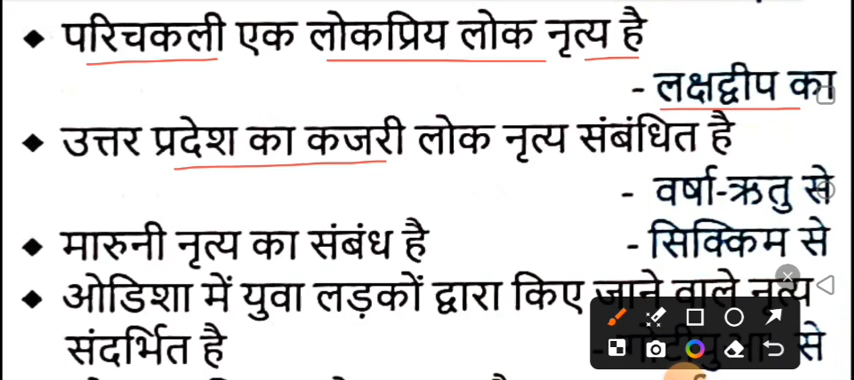 ◆ परिचकली एक लोकप्रिय लोक नृत्य है
- लक्षद्वीप का
◆ उत्तर प्रदेश का कजरी लोक नृत्य संबंधित है
- वर्षा-ऋतु से
◆ मारुनी नृत्य का संबंध है - सिक्किम से
◆ ओडिशा में युवा लड़कों द्वारा किए जाने वाले नृत्य
संदर्भित है - से